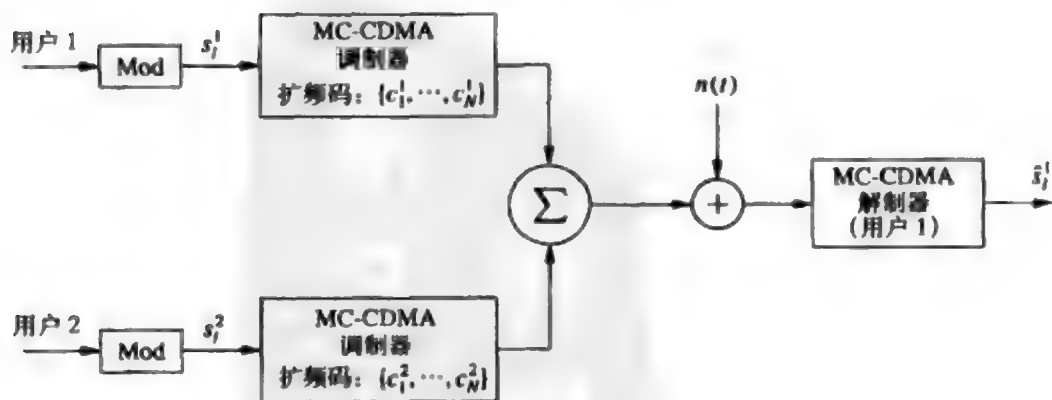 用户 1
Mod
s_l^1
MC-CDMA
调制器
扩频码：{c_1^1, ⋯, c_N^1}
n(t)
Σ
+
MC-CDMA
解制器
(用户 1)
ŝ_l^1
用户 2
Mod
s_l^2
MC-CDMA
调制器
扩频码：{c_1^2, ⋯, c_N^2}